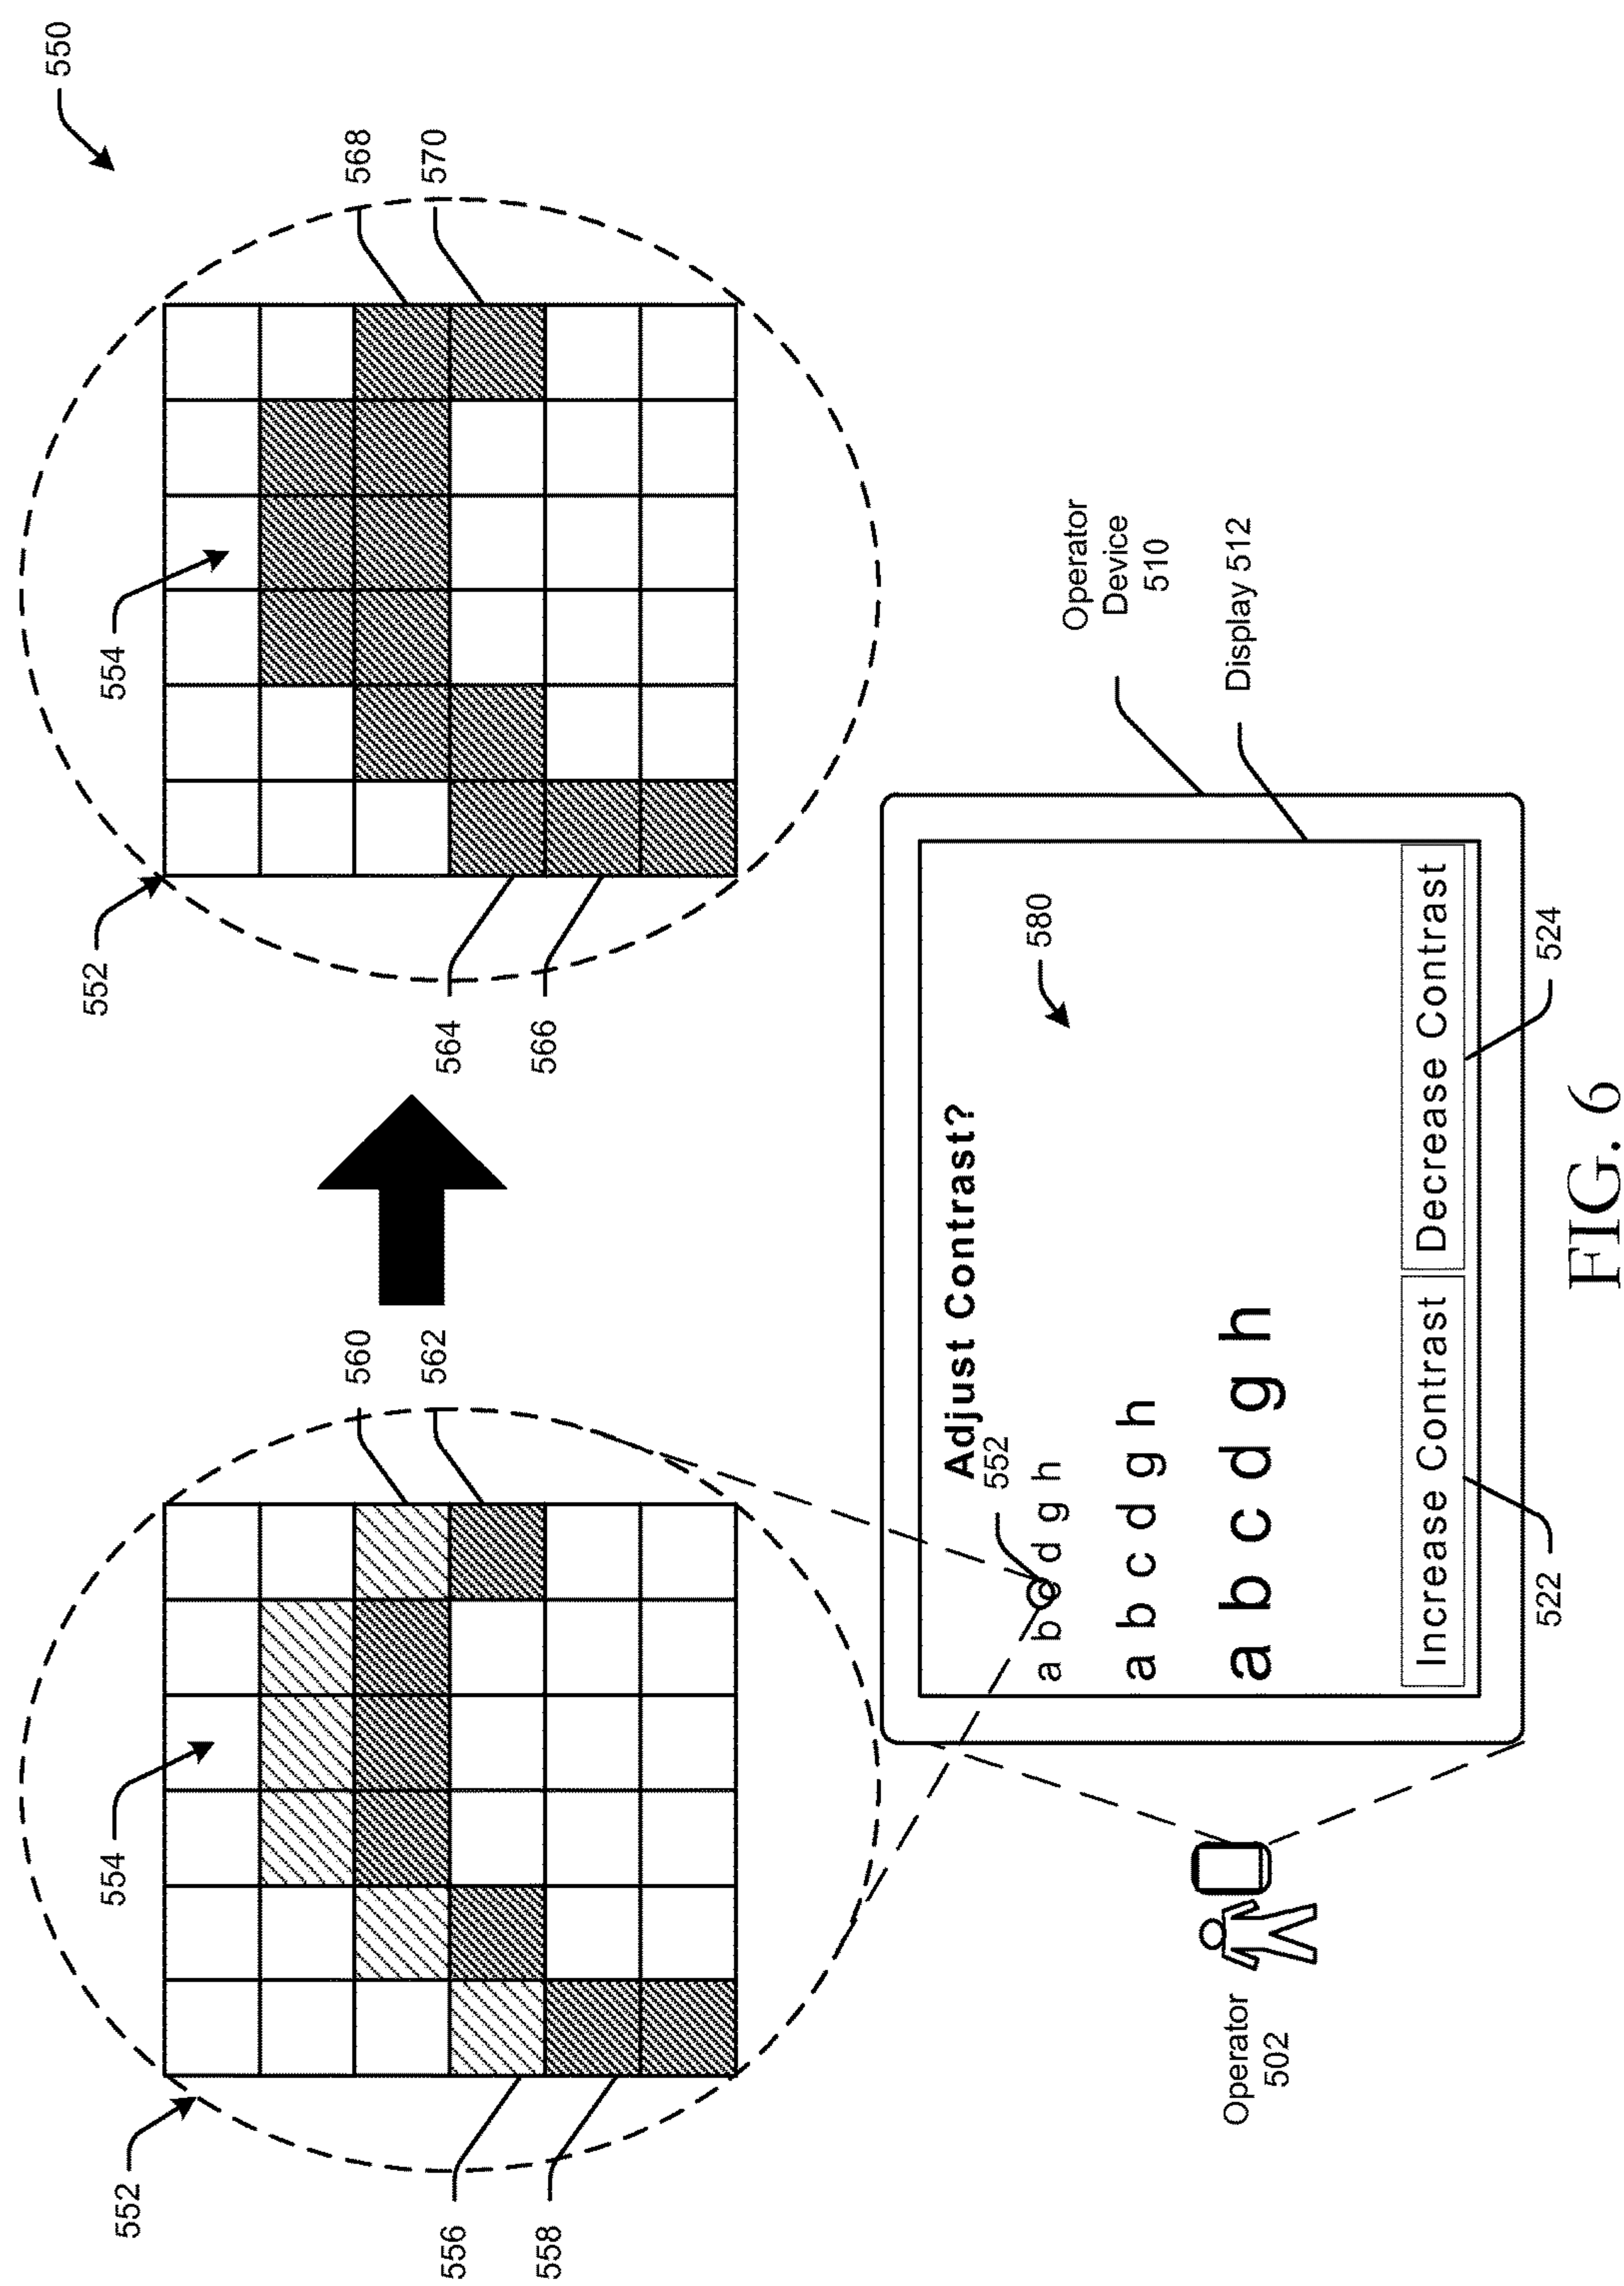 550
552
554
560
562
556
558
552
554
568
570
564
566
Operator
502
Operator
Device
510
Display 512
Adjust Contrast?
552
a b c d g h
a b c d g h
a b c d g h
580
Increase Contrast
Decrease Contrast
522
524
FIG. 6